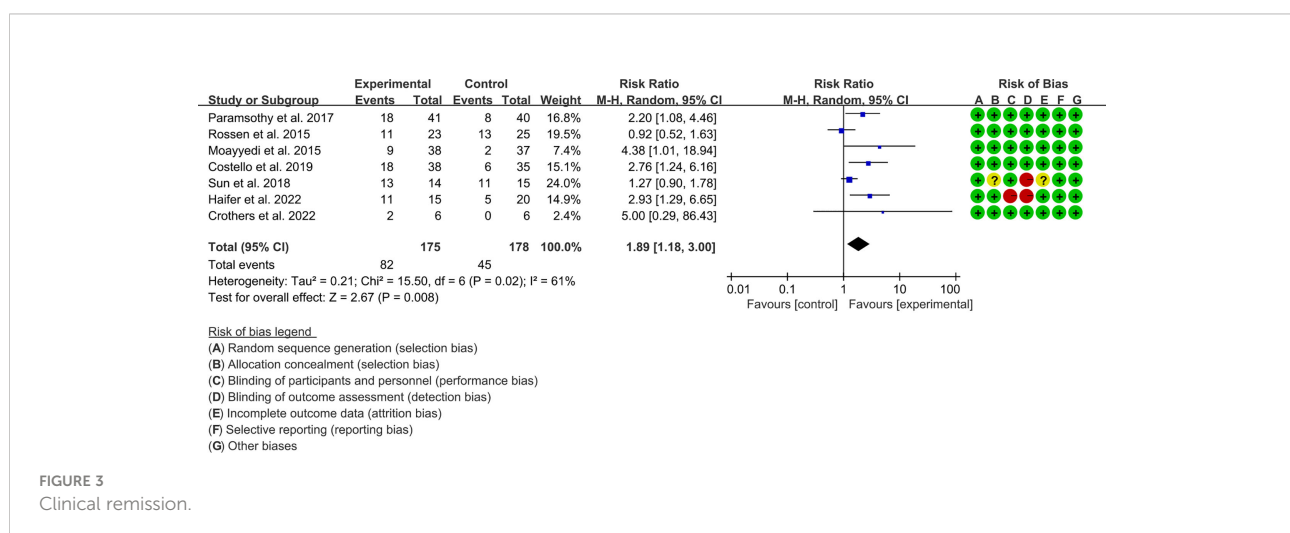 Experimental Control Risk Ratio Risk Ratio Risk of Bias
Study or Subgroup Events Total Events Total Weight M-H, Random, 95% CI M-H, Random, 95% CI A B C D E F G
Paramsothy et al. 2017 18 41 8 40 16.8% 2.20 [1.08, 4.46] + + + + + + +
Rossen et al. 2015 11 23 13 25 19.5% 0.92 [0.52, 1.63] + + + + + + +
Moayyedi et al. 2015 9 38 2 37 7.4% 4.38 [1.01, 18.94] + + + + + + +
Costello et al. 2019 18 38 6 35 15.1% 2.76 [1.24, 6.16] + + + + + + +
Sun et al. 2018 13 14 11 15 24.0% 1.27 [0.90, 1.78] + ? + ? + +
Haifer et al. 2022 11 15 5 20 14.9% 2.93 [1.29, 6.65] + + + + +
Crothers et al. 2022 2 6 0 6 2.4% 5.00 [0.29, 86.43] + + + + + + +
Total (95% CI) 175 178 100.0% 1.89 [1.18, 3.00]
Total events 82 45
Heterogeneity: Tau² = 0.21; Chi² = 15.50, df = 6 (P = 0.02); I² = 61%
Test for overall effect: Z = 2.67 (P = 0.008)
0.01 0.1 1 10 100
Favours [control] Favours [experimental]
Risk of bias legend
(A) Random sequence generation (selection bias)
(B) Allocation concealment (selection bias)
(C) Blinding of participants and personnel (performance bias)
(D) Blinding of outcome assessment (detection bias)
(E) Incomplete outcome data (attrition bias)
(F) Selective reporting (reporting bias)
(G) Other biases
FIGURE 3
Clinical remission.